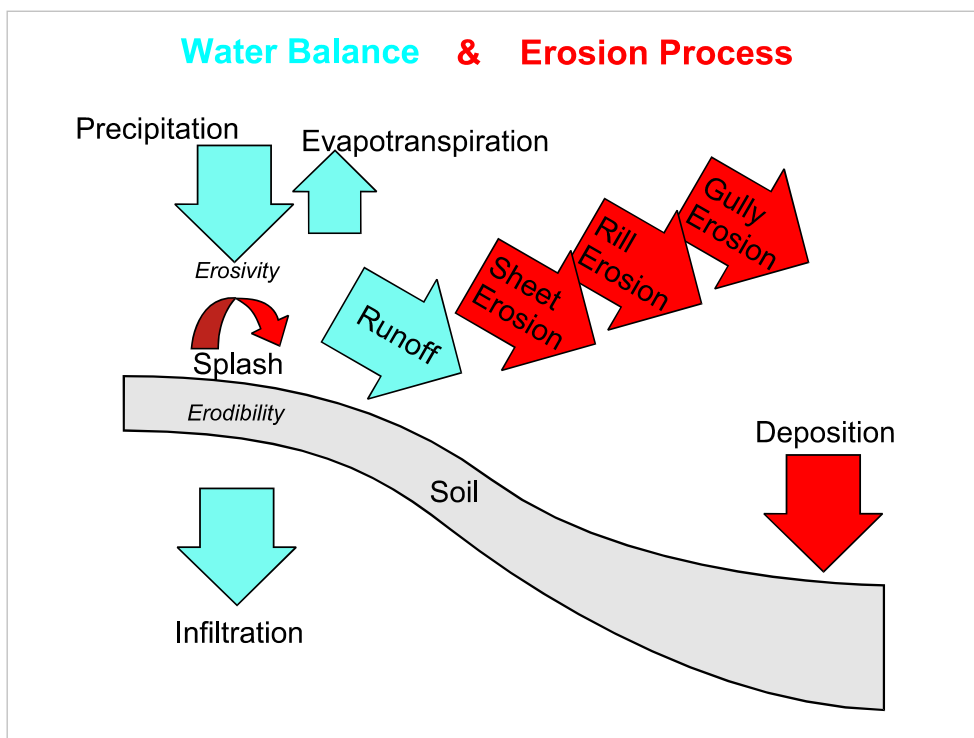 Water Balance & Erosion Process
Precipitation
Evapotranspiration
Erosivity
Splash
Erodibility
Runoff
Sheet
Erosion
Rill
Erosion
Gully
Erosion
Soil
Deposition
Infiltration